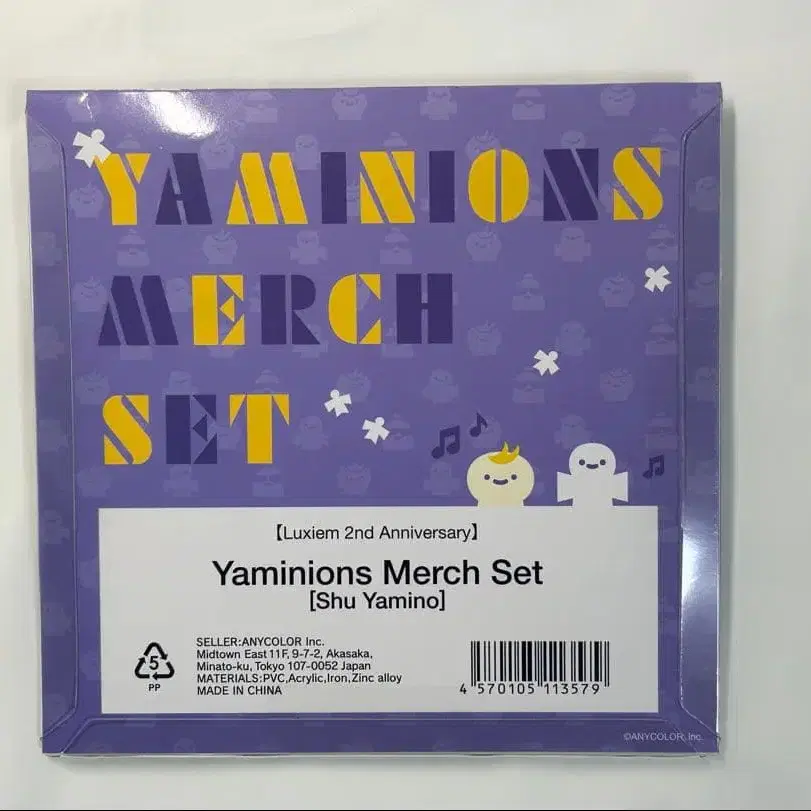 YAMINIONS
MERCH
SET
【Luxiem 2nd Anniversary】
Yaminions Merch Set
[Shu Yamino]
5
PP
SELLER:ANYCOLOR Inc.
Midtown East 11F, 9-7-2, Akasaka,
Minato-ku, Tokyo 107-0052 Japan
MATERIALS:PVC,Acrylic,Iron,Zinc alloy
MADE IN CHINA
4 570105 113579
©ANYCOLOR, Inc.